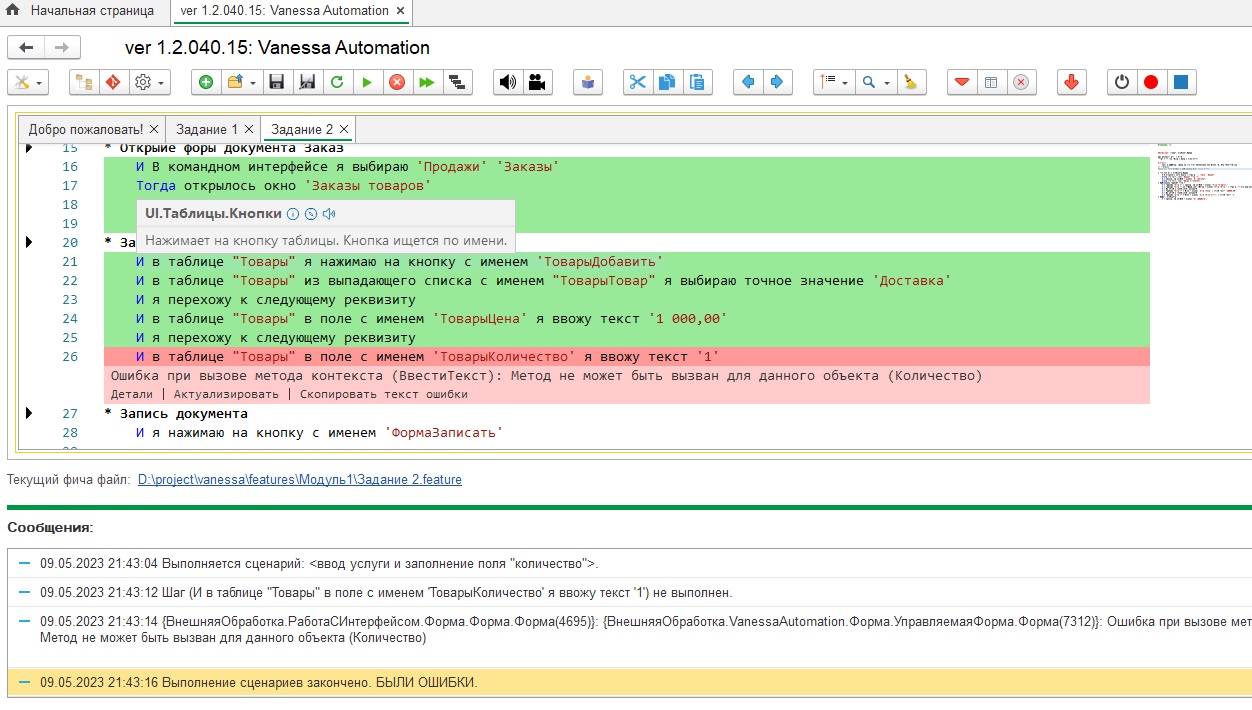 Начальная страница
ver 1.2.040.15: Vanessa Automation ×
ver 1.2.040.15: Vanessa Automation
Добро пожаловать! × Задание 1 × Задание 2 ×
15 * Открыие форы документа Заказ
16 И В командном интерфейсе я выбираю 'Продажи' 'Заказы'
17 Тогда открылось окно 'Заказы товаров'
18
UI.Таблицы.Кнопки
19
Нажимает на кнопку таблицы. Кнопка ищется по имени.
20 * За
21 И в таблице "Товары" я нажимаю на кнопку с именем 'ТоварыДобавить'
22 И в таблице "Товары" из выпадающего списка с именем "ТоварыТовар" я выбираю точное значение 'Доставка'
23 И я перехожу к следующему реквизиту
24 И в таблице "Товары" в поле с именем 'ТоварыЦена' я ввожу текст '1 000,00'
25 И я перехожу к следующему реквизиту
26 И в таблице "Товары" в поле с именем 'ТоварыКоличество' я ввожу текст '1'
Ошибка при вызове метода контекста (ВвестиТекст): Метод не может быть вызван для данного объекта (Количество)
Детали | Актуализировать | Скопировать текст ошибки
27 * Запись документа
28 И я нажимаю на кнопку с именем 'ФормаЗаписать'
Текущий фича файл: D:\project\vanessa\features\Модуль1\Задание 2.feature
Сообщения:
09.05.2023 21:43:04 Выполняется сценарий: <ввод услуги и заполнение поля "количество">.
09.05.2023 21:43:12 Шаг (И в таблице "Товары" в поле с именем 'ТоварыКоличество' я ввожу текст '1') не выполнен.
09.05.2023 21:43:14 {ВнешняяОбработка.РаботаСИнтерфейсом.Форма.Форма.Форма(4695)}: {ВнешняяОбработка.VanessaAutomation.Форма.УправляемаяФорма.Форма(7312)}: Ошибка при вызове мет
Метод не может быть вызван для данного объекта (Количество)
09.05.2023 21:43:16 Выполнение сценариев закончено. БЫЛИ ОШИБКИ.